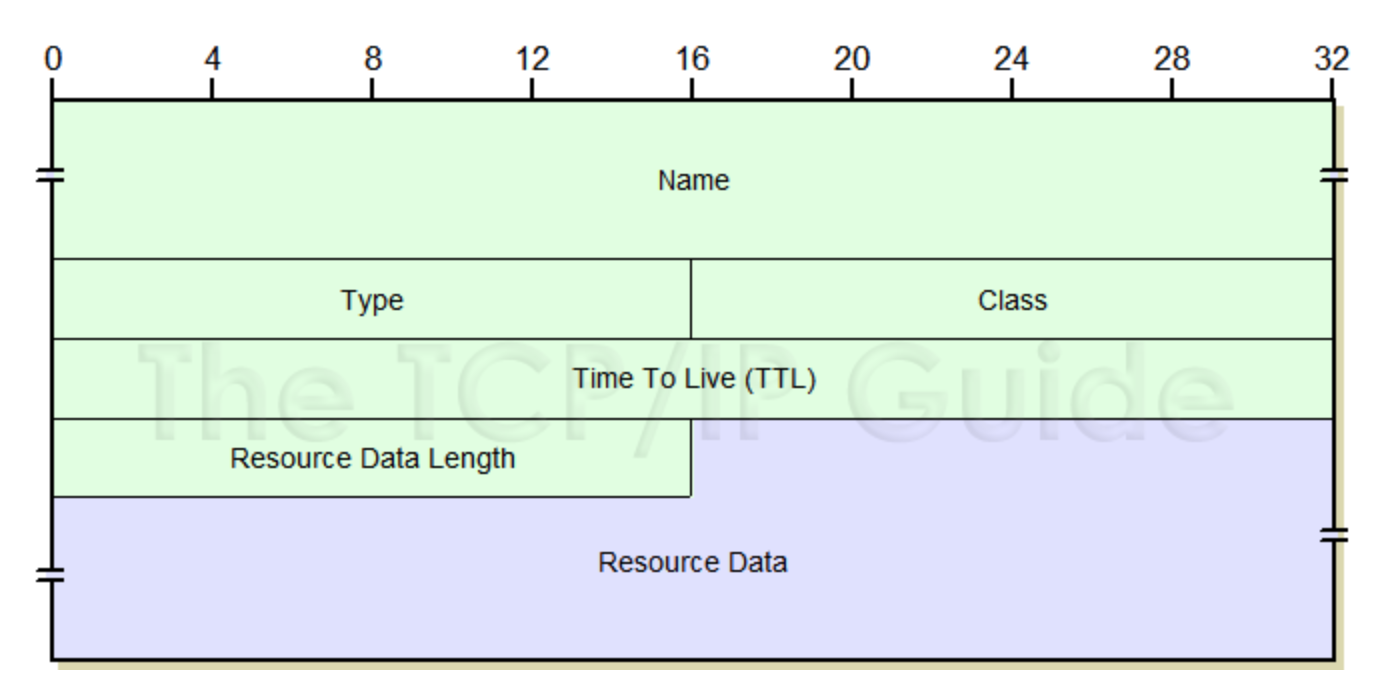 0 4 8 12 16 20 24 28 32
Name
Type Class
The TCP/IP Guide
Time To Live (TTL)
Resource Data Length
Resource Data